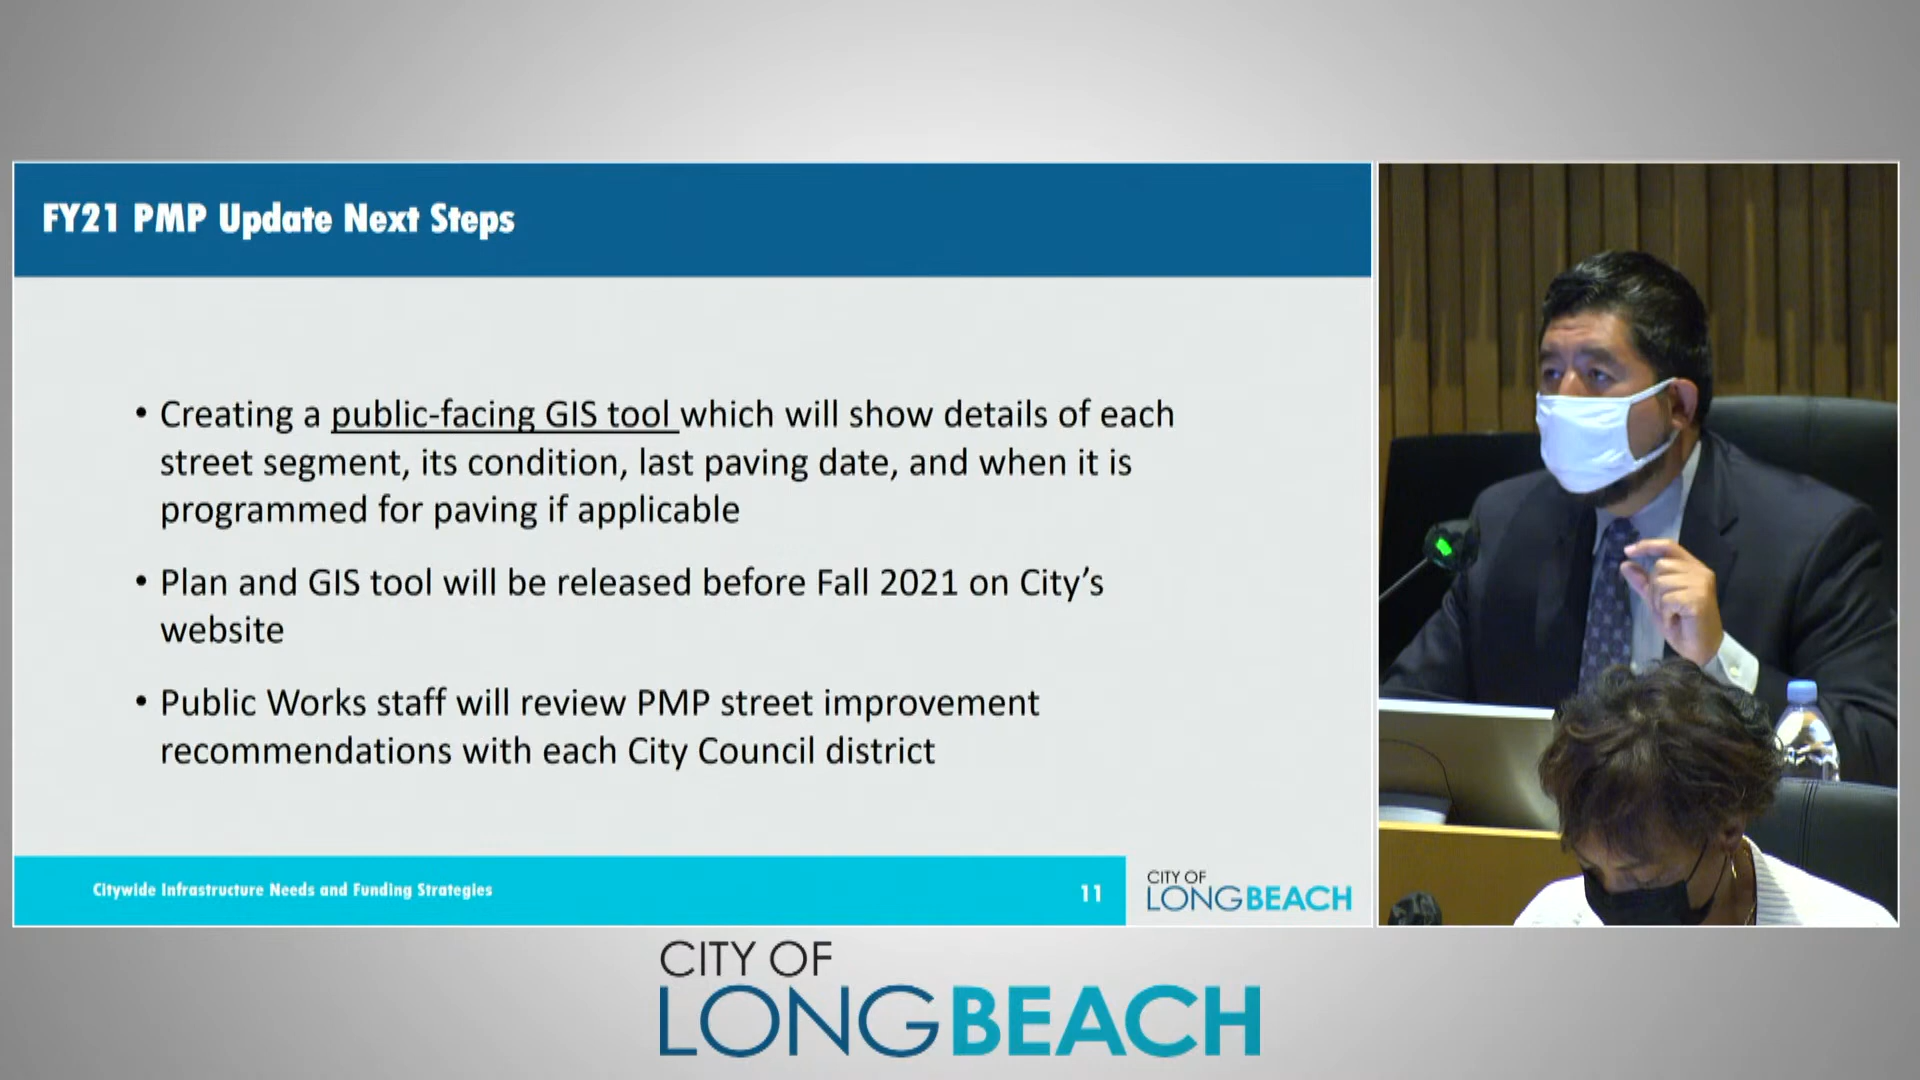 FY21 PMP Update Next Steps
• Creating a public-facing GIS tool which will show details of each
street segment, its condition, last paving date, and when it is
programmed for paving if applicable
• Plan and GIS tool will be released before Fall 2021 on City’s
website
• Public Works staff will review PMP street improvement
recommendations with each City Council district
Citywide Infrastructure Needs and Funding Strategies
11
CITY OF
LONGBEACH
CITY OF
LONGBEACH